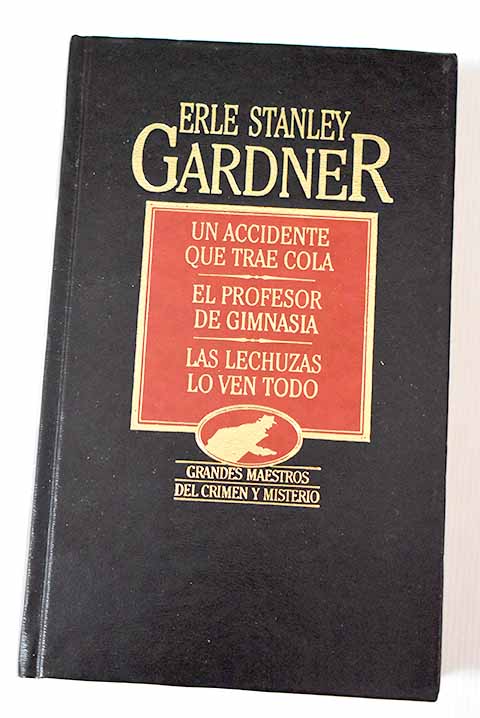 ERLE STANLEY
GARDNER
UN ACCIDENTE
QUE TRAE COLA
EL PROFESOR
DE GIMNASIA
LAS LECHUZAS
LO VEN TODO
GRANDES MAESTROS
DEL CRIMEN Y MISTERIO